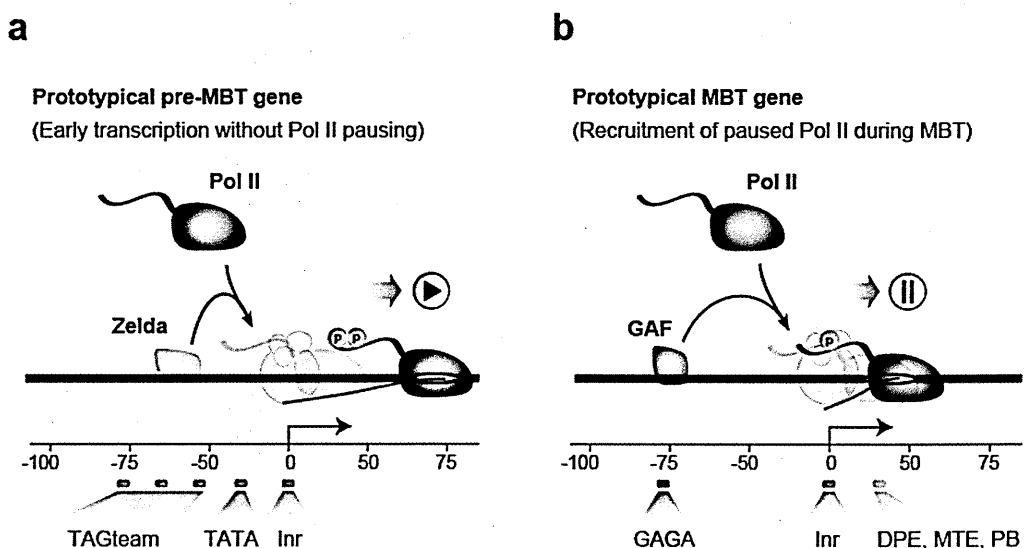 a
Prototypical pre-MBT gene
(Early transcription without Pol II pausing)
Pol II
Zelda
P P
-100 -75 -50 0 50 75
TAGteam TATA Inr
b
Prototypical MBT gene
(Recruitment of paused Pol II during MBT)
Pol II
GAF
P
-100 -75 -50 0 50 75
GAGA Inr DPE, MTE, PB